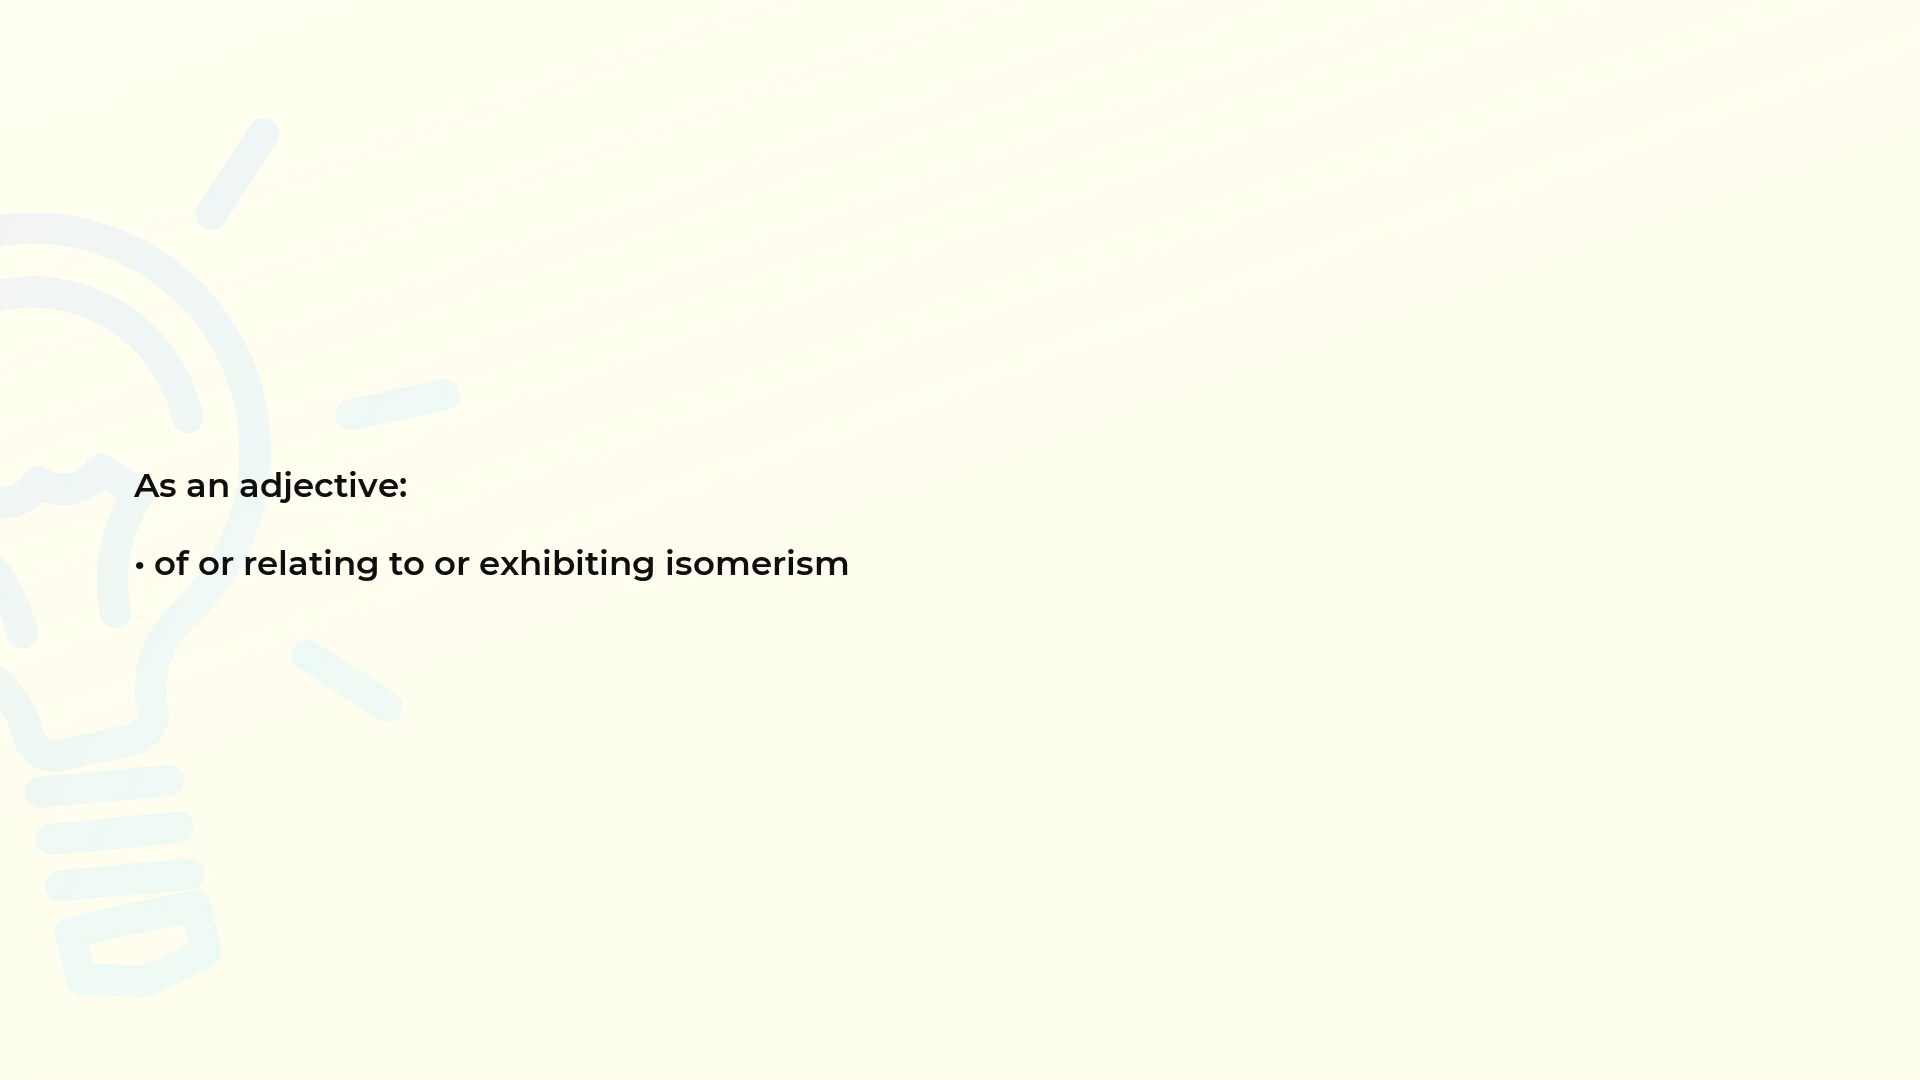 As an adjective:
• of or relating to or exhibiting isomerism